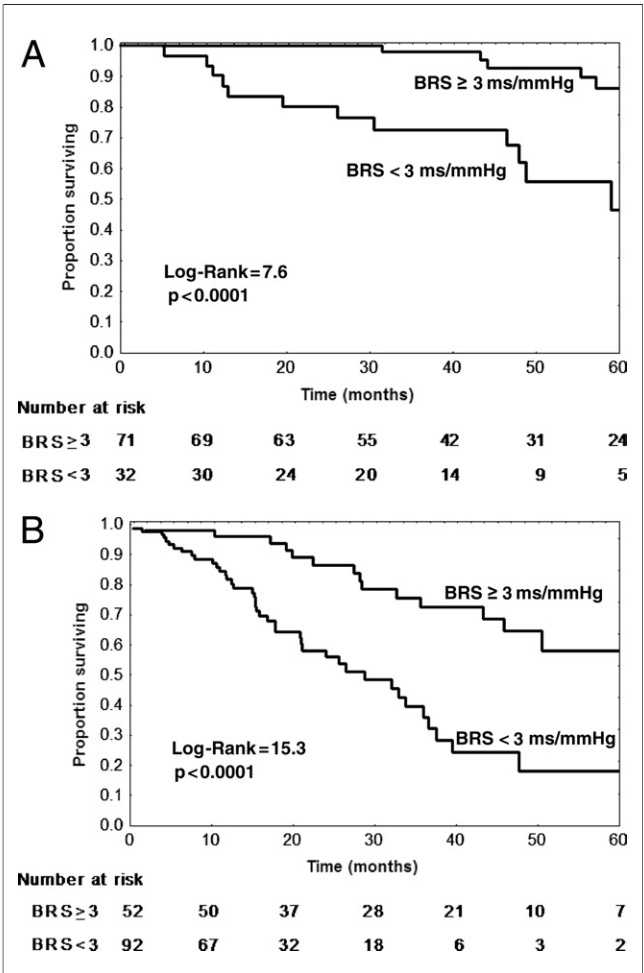 A
1.0
0.9
0.8
0.7
0.6
0.5
0.4
0.3
0.2
0.1
0.0
Proportion surviving
BRS ≥ 3 ms/mmHg
BRS < 3 ms/mmHg
Log-Rank=7.6
p<0.0001
0 10 20 30 40 50 60
Time (months)
Number at risk
BRS≥3 71 69 63 55 42 31 24
BRS<3 32 30 24 20 14 9 5
B
1.0
0.9
0.8
0.7
0.6
0.5
0.4
0.3
0.2
0.1
0.0
Proportion surviving
BRS ≥ 3 ms/mmHg
BRS < 3 ms/mmHg
Log-Rank=15.3
p<0.0001
0 10 20 30 40 50 60
Time (months)
Number at risk
BRS≥3 52 50 37 28 21 10 7
BRS<3 92 67 32 18 6 3 2